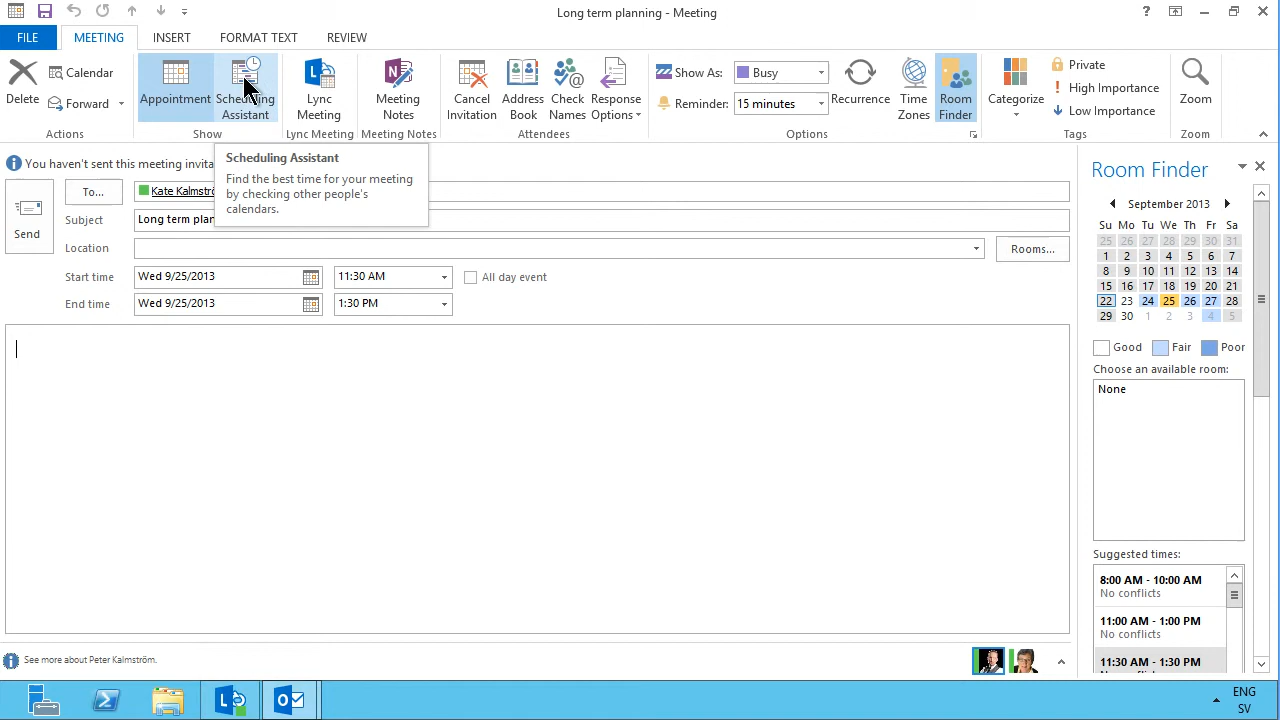 Long term planning - Meeting
?
FILE
MEETING
INSERT
FORMAT TEXT
REVIEW
Delete
Calendar
Forward
Actions
Appointment
Scheduling
Assistant
Show
Lync
Meeting
Lync Meeting
Meeting
Notes
Meeting Notes
Cancel
Invitation
Address
Book
Check
Names
Response
Options
Attendees
Show As:
Busy
Reminder:
15 minutes
Recurrence
Time
Zones
Room
Finder
Options
Categorize
Private
High Importance
Low Importance
Tags
Zoom
Zoom
You haven't sent this meeting invita
Scheduling Assistant
Find the best time for your meeting
by checking other people's
calendars.
Send
To...
Kate Kalmströ
Subject
Long term plan
Location
Rooms...
Start time
Wed 9/25/2013
11:30 AM
All day event
End time
Wed 9/25/2013
1:30 PM
Room Finder
September 2013
Su Mo Tu We Th Fr Sa
25 26 27 28 29 30 31
1 2 3 4 5 6 7
8 9 10 11 12 13 14
15 16 17 18 19 20 21
22 23 24 25 26 27 28
29 30 1 2 3 4 5
Good
Fair
Poor
Choose an available room:
None
Suggested times:
8:00 AM - 10:00 AM
No conflicts
11:00 AM - 1:00 PM
No conflicts
11:30 AM - 1:30 PM
See more about Peter Kalmström.
ENG
SV